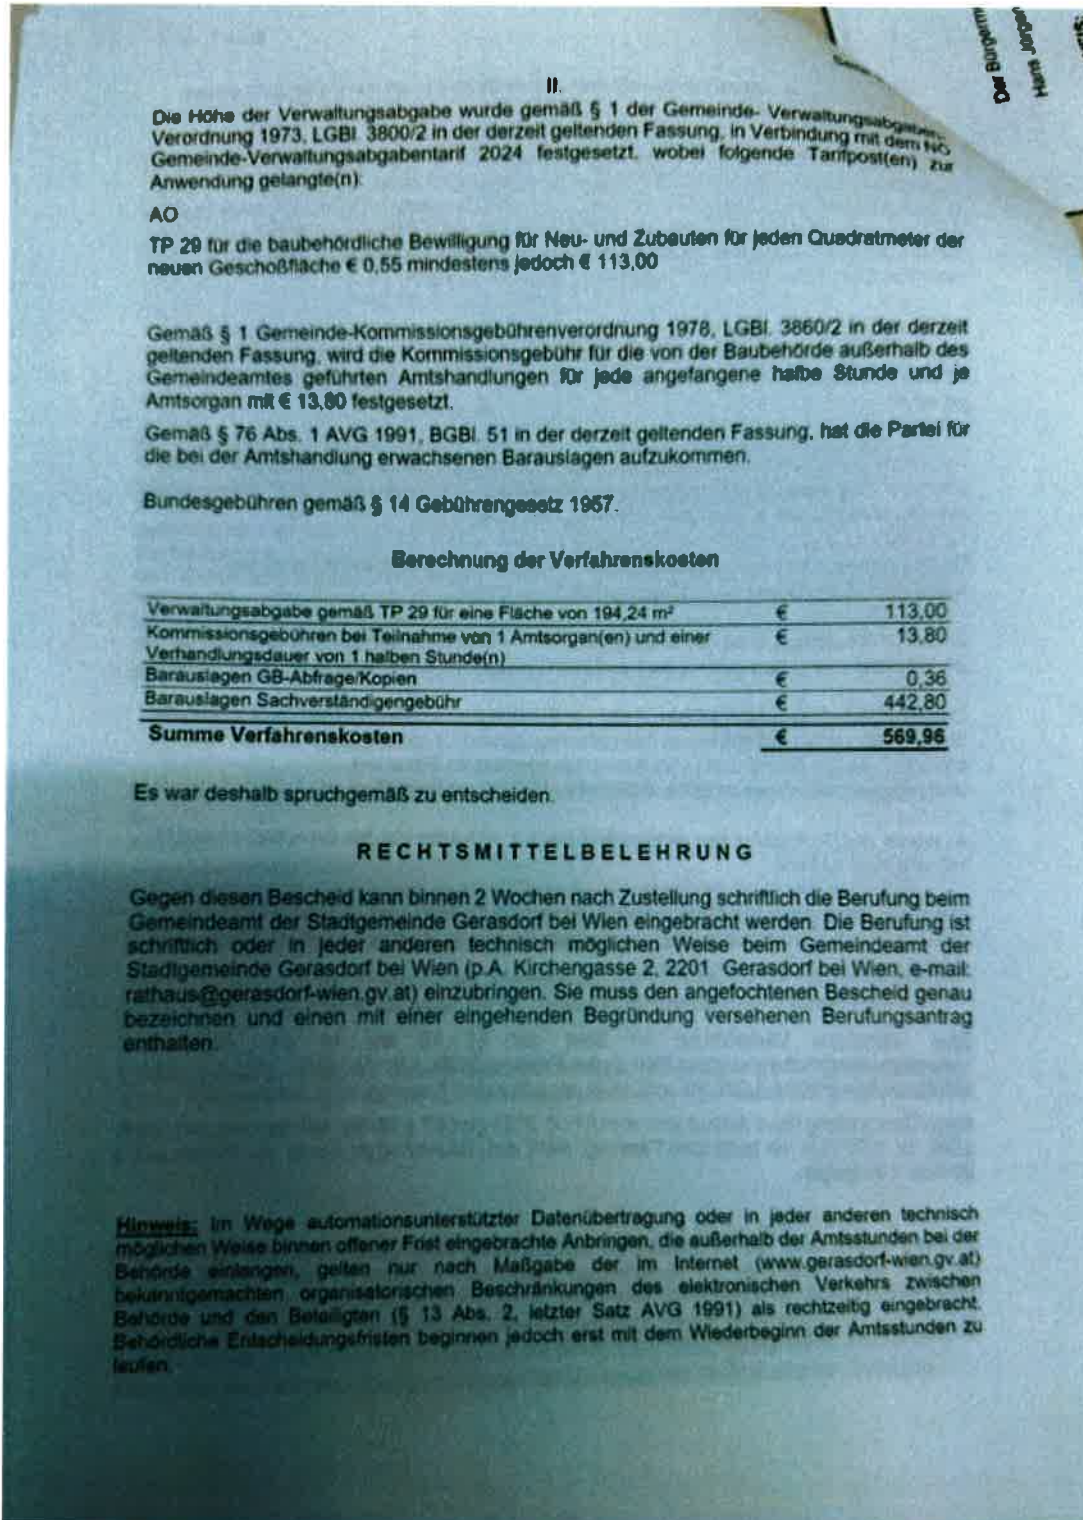 II.
Die Höhe der Verwaltungsabgabe wurde gemäß § 1 der Gemeinde- Verwaltungsabgaben-
Verordnung 1973, LGBl. 3800/2 in der derzeit geltenden Fassung, in Verbindung mit dem NÖ
Gemeinde-Verwaltungsabgabentarif 2024 festgesetzt, wobei folgende Tarifpost(en) zur
Anwendung gelangte(n):
AO
TP 29 für die baubehördliche Bewilligung für Neu- und Zubauten für jeden Quadratmeter der
neuen Geschoßfläche € 0,55 mindestens jedoch € 113,00
Gemäß § 1 Gemeinde-Kommissionsgebührenverordnung 1978, LGBl. 3860/2 in der derzeit
geltenden Fassung, wird die Kommissionsgebühr für die von der Baubehörde außerhalb des
Gemeindeamtes geführten Amtshandlungen für jede angefangene halbe Stunde und je
Amtsorgan mit € 13,80 festgesetzt.
Gemäß § 76 Abs. 1 AVG 1991, BGBl. 51 in der derzeit geltenden Fassung, hat die Partei für
die bei der Amtshandlung erwachsenen Barauslagen aufzukommen.
Bundesgebühren gemäß § 14 Gebührengesetz 1957.
Berechnung der Verfahrenskosten
Verwaltungsabgabe gemäß TP 29 für eine Fläche von 194,24 m² € 113,00
Kommissionsgebühren bei Teilnahme von 1 Amtsorgan(en) und einer € 13,80
Verhandlungsdauer von 1 halben Stunde(n)
Barauslagen GB-Abfrage/Kopien € 0,36
Barauslagen Sachverständigengebühr € 442,80
Summe Verfahrenskosten € 569,96
Es war deshalb spruchgemäß zu entscheiden.
RECHTSMITTELBELEHRUNG
Gegen diesen Bescheid kann binnen 2 Wochen nach Zustellung schriftlich die Berufung beim
Gemeindeamt der Stadtgemeinde Gerasdorf bei Wien eingebracht werden. Die Berufung ist
schriftlich oder in jeder anderen technisch möglichen Weise beim Gemeindeamt der
Stadtgemeinde Gerasdorf bei Wien (p.A. Kirchengasse 2, 2201 Gerasdorf bei Wien, e-mail:
rathaus@gerasdorf-wien.gv.at) einzubringen. Sie muss den angefochtenen Bescheid genau
bezeichnen und einen mit einer eingehenden Begründung versehenen Berufungsantrag
enthalten.
Hinweis: Im Wege automationsunterstützter Datenübertragung oder in jeder anderen technisch
möglichen Weise binnen offener Frist eingebrachte Anbringen, die außerhalb der Amtsstunden bei der
Behörde einlangen, gelten nur nach Maßgabe der im Internet (www.gerasdorf-wien.gv.at)
bekanntgemachten organisatorischen Beschränkungen des elektronischen Verkehrs zwischen
Behörde und den Beteiligten (§ 13 Abs. 2, letzter Satz AVG 1991) als rechtzeitig eingebracht.
Behördliche Entscheidungsfristen beginnen jedoch erst mit dem Wiederbeginn der Amtsstunden zu
laufen.
Der Bürgerm
Hans Jürgen